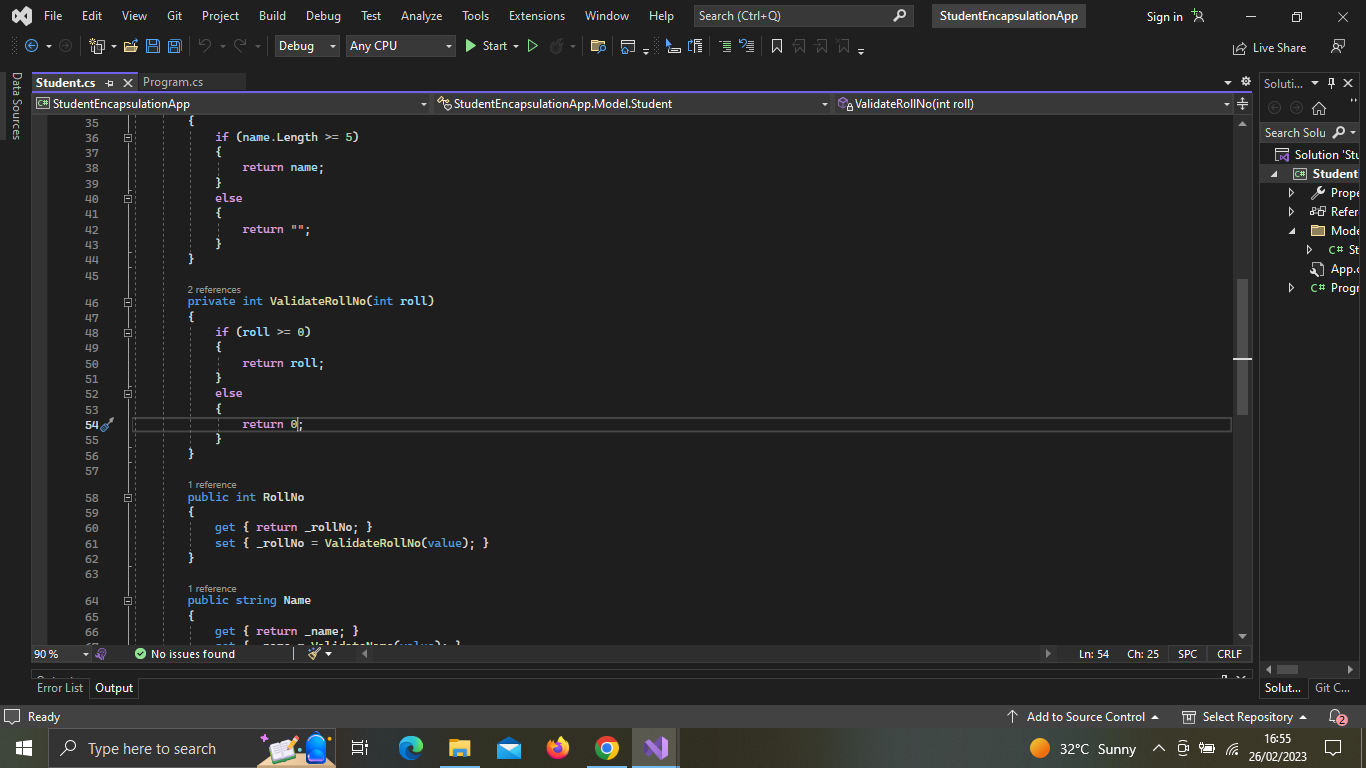 File Edit View Git Project Build Debug Test Analyze Tools Extensions Window Help Search (Ctrl+Q) StudentEncapsulationApp Sign in
Debug Any CPU Start Live Share
Data Sources
Student.cs Program.cs
StudentEncapsulationApp StudentEncapsulationApp.Model.Student ValidateRollNo(int roll)
35 {
36 if (name.Length >= 5)
37 {
38 return name;
39 }
40 else
41 {
42 return "";
43 }
44 }
45
2 references
46 private int ValidateRollNo(int roll)
47 {
48 if (roll >= 0)
49 {
50 return roll;
51 }
52 else
53 {
54 return 0;
55 }
56 }
57
1 reference
58 public int RollNo
59 {
60 get { return _rollNo; }
61 set { _rollNo = ValidateRollNo(value); }
62 }
63
1 reference
64 public string Name
65 {
66 get { return _name; }
90 % No issues found Ln: 54 Ch: 25 SPC CRLF
Error List Output
Soluti...
Search Solu
Solution 'Stu
Student
Prope
Refer
Mode
C# St
App.c
C# Progr
Solut... Git C...
Ready Add to Source Control Select Repository 2
Type here to search 32°C Sunny 16:55
26/02/2023